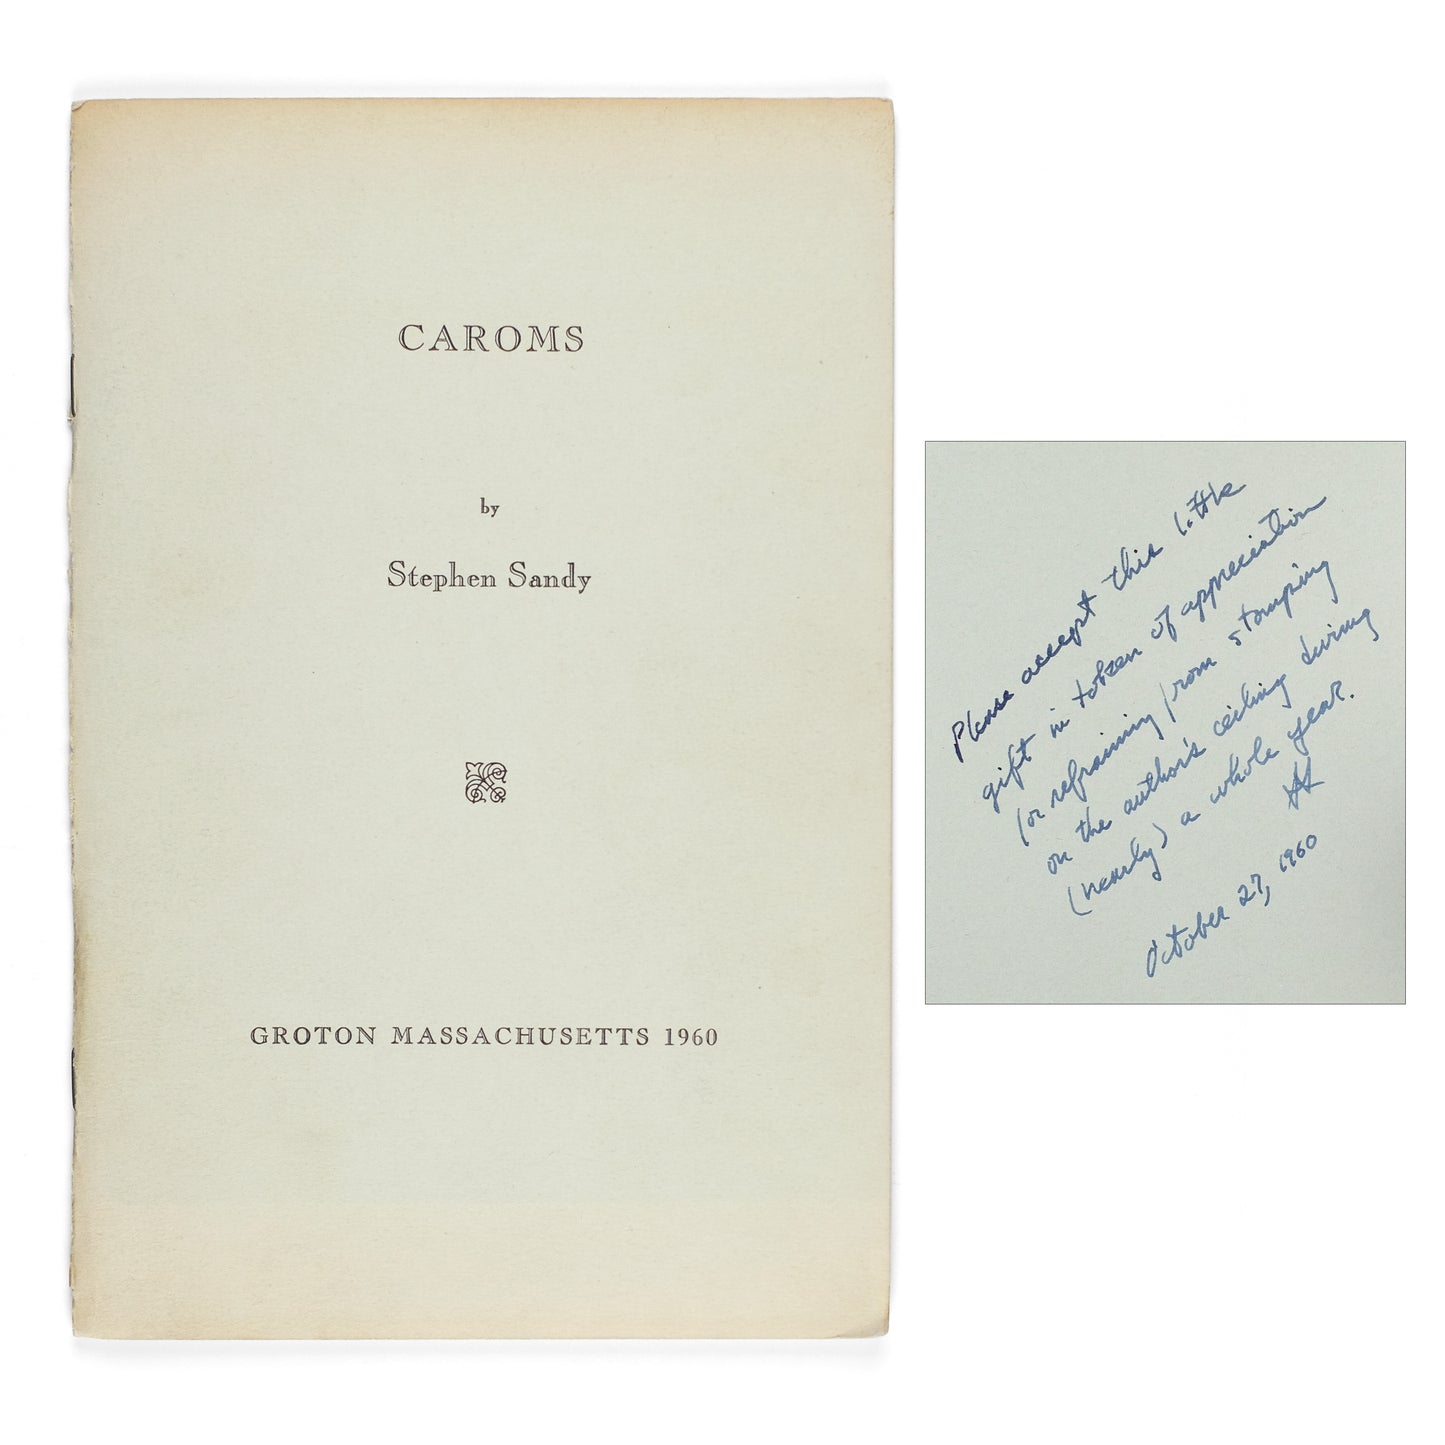 CAROMS
by
Stephen Sandy
GROTON MASSACHUSETTS 1960
Please accept this little
gift in token of appreciation
for refraining from stomping
on the author's ceiling during
(nearly) a whole year.
October 27, 1960